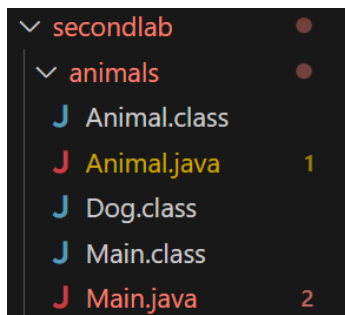 secondlab
animals
J Animal.class
J Animal.java 1
J Dog.class
J Main.class
J Main.java 2